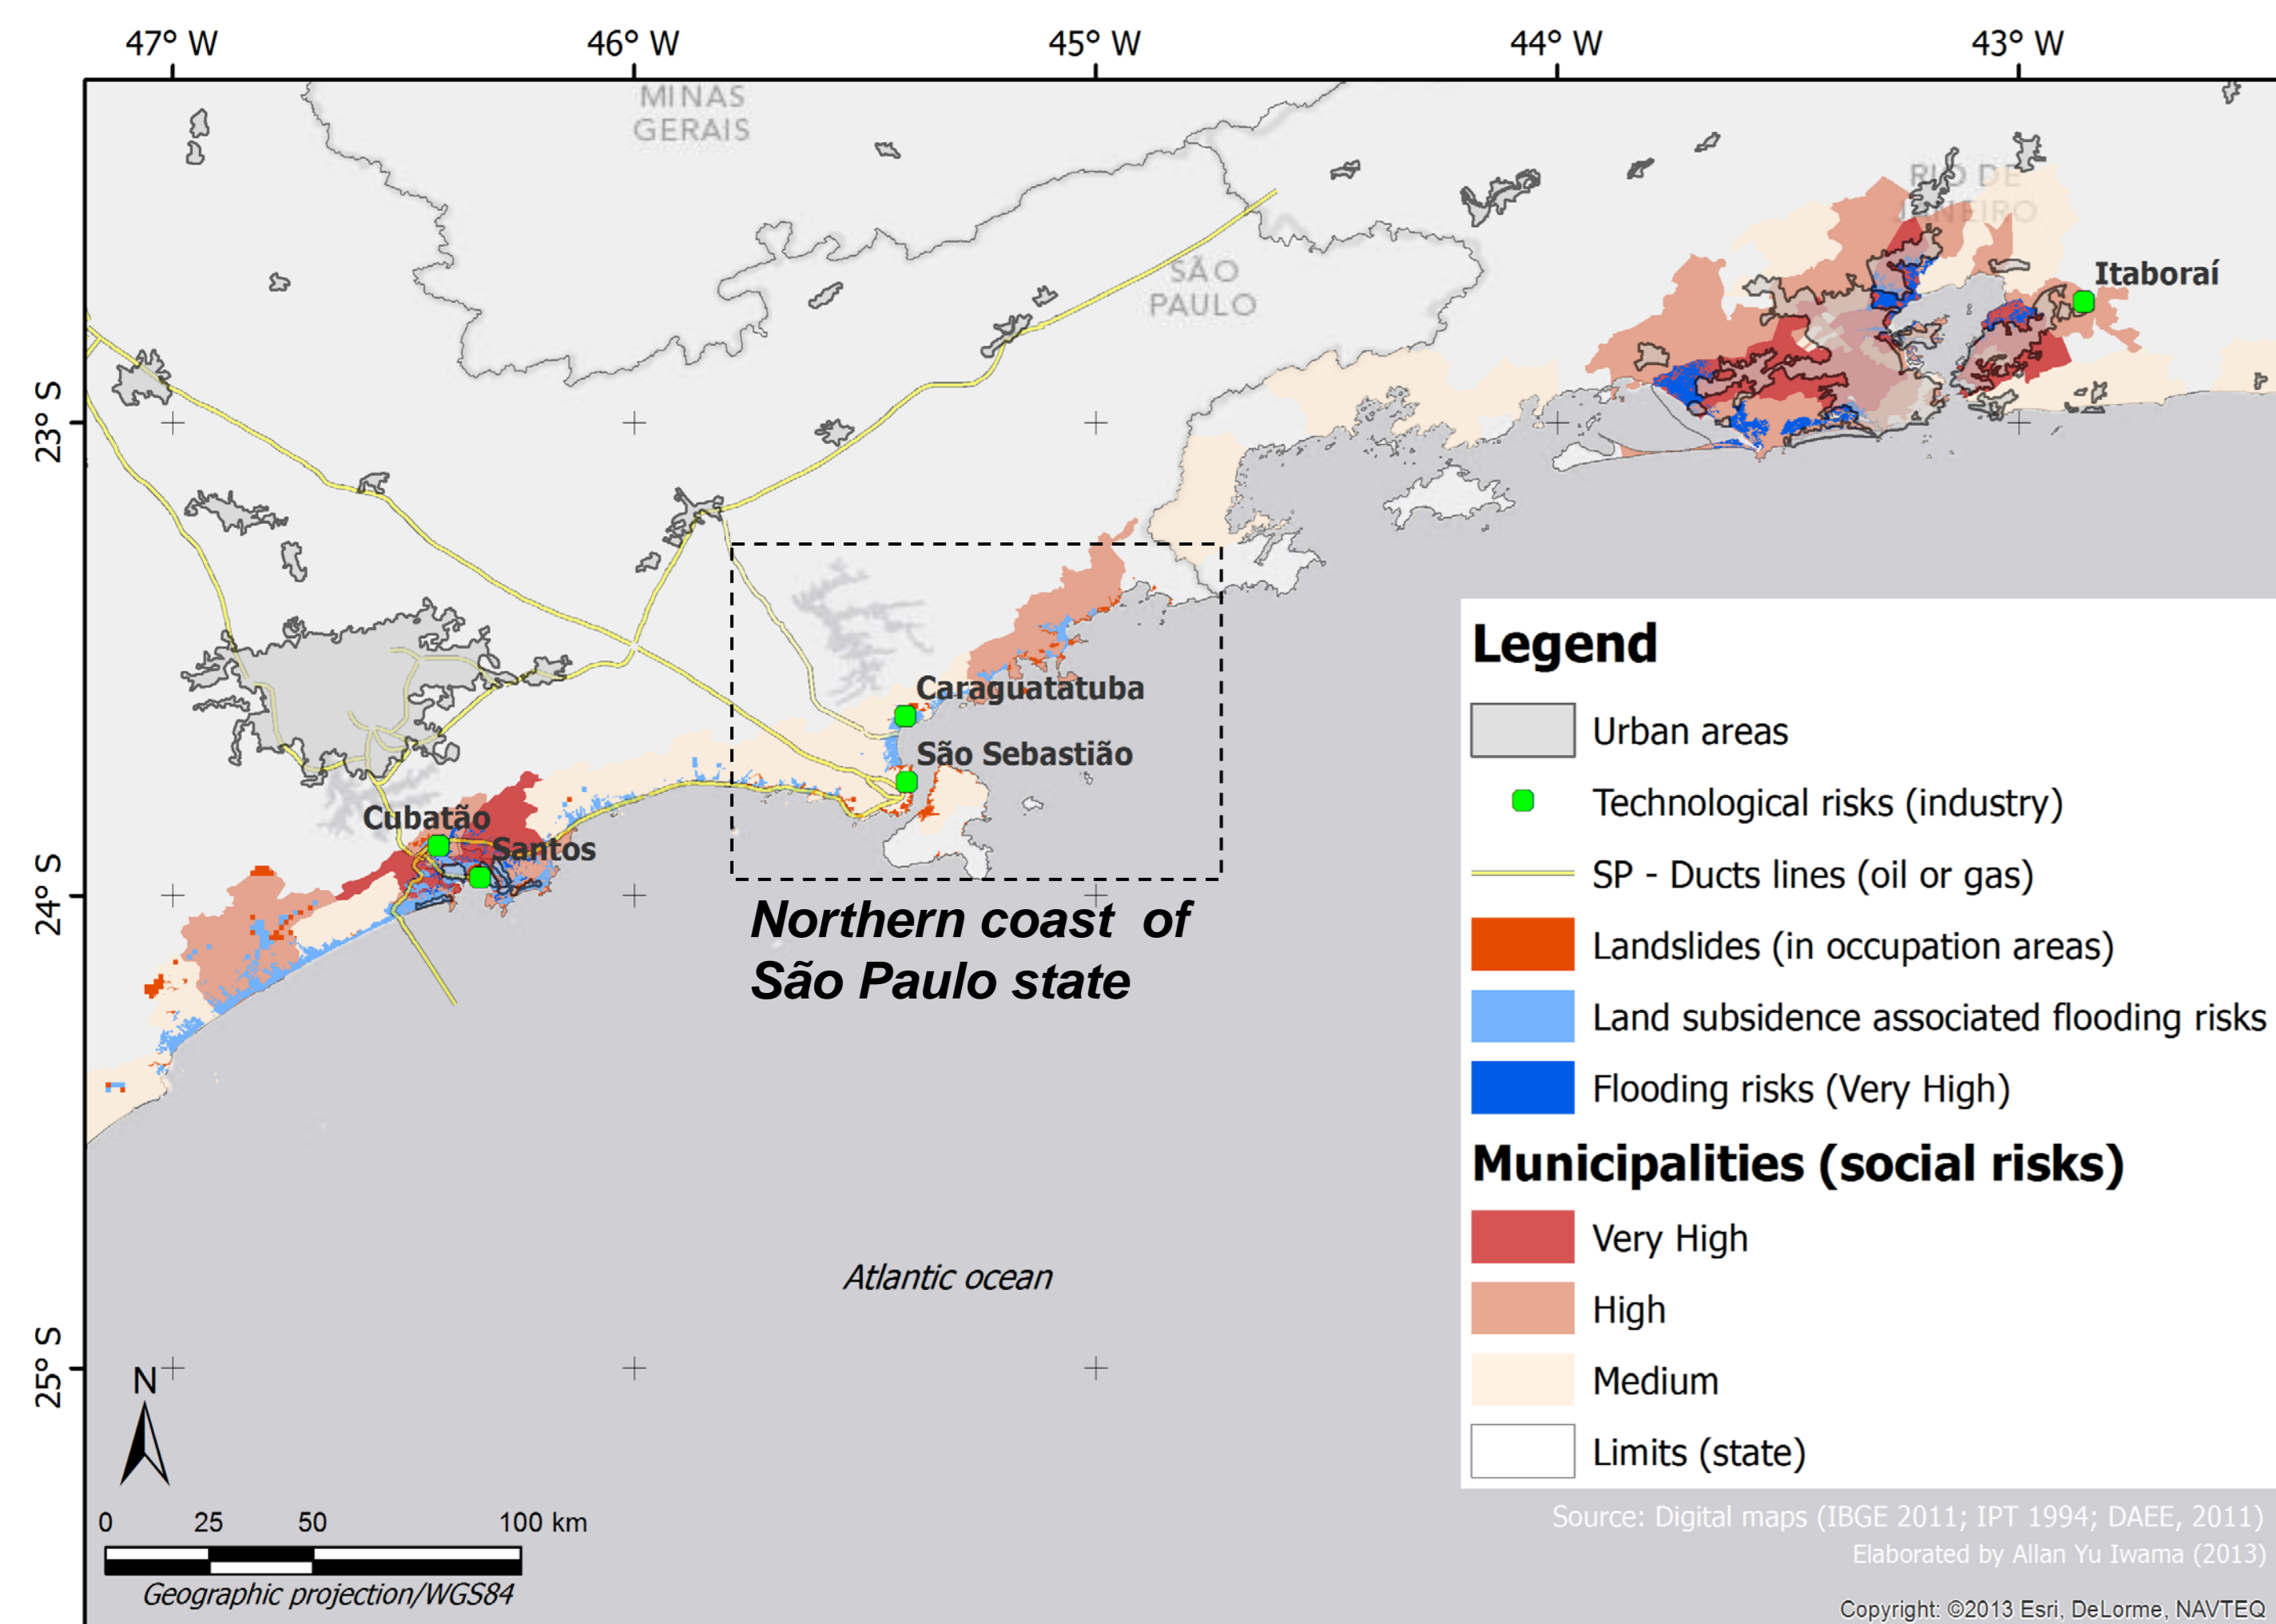 47° W 46° W 45° W 44° W 43° W
MINAS
GERAIS
RIO DE
JANEIRO
SÃO
PAULO
Itaboraí
23° S
Caraguatatuba
São Sebastião
Cubatão
Santos
24° S
Northern coast of
São Paulo state
Atlantic ocean
25° S
N
0 25 50 100 km
Geographic projection/WGS84
Legend
Urban areas
Technological risks (industry)
SP - Ducts lines (oil or gas)
Landslides (in occupation areas)
Land subsidence associated flooding risks
Flooding risks (Very High)
Municipalities (social risks)
Very High
High
Medium
Limits (state)
Source: Digital maps (IBGE 2011; IPT 1994; DAEE, 2011)
Elaborated by Allan Yu Iwama (2013)
Copyright: ©2013 Esri, DeLorme, NAVTEQ